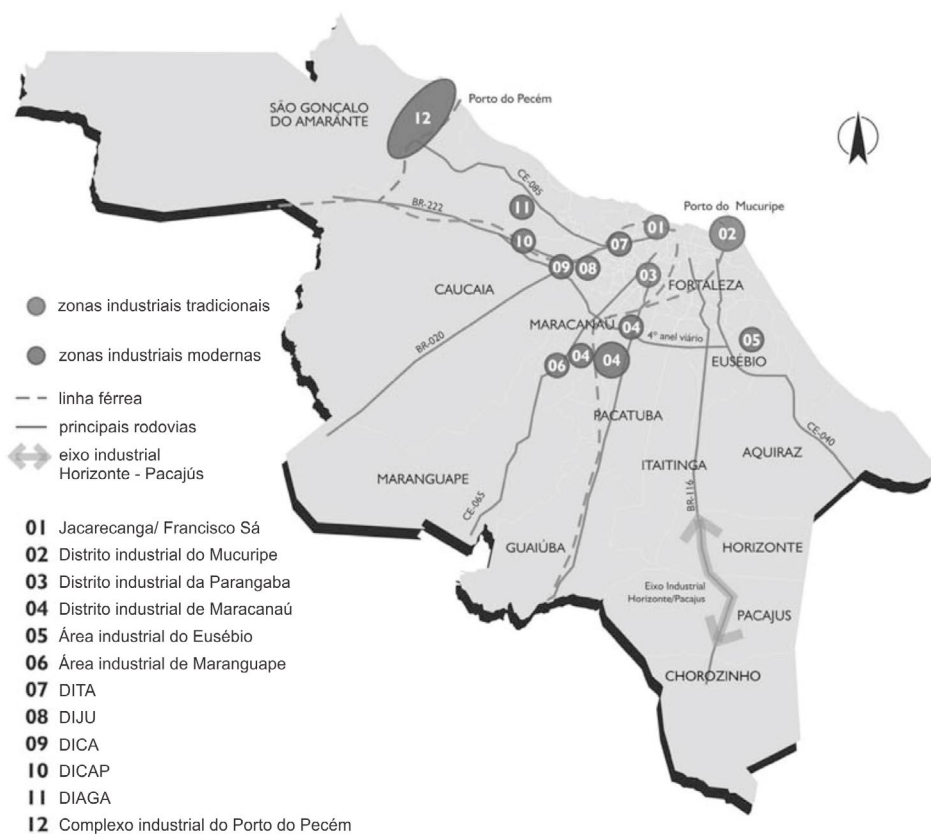 SÃO GONÇALO
DO AMARANTE
12
Porto do Pecém
CE-085
BR-222
11
Porto do Mucuripe
01
02
10
07
09
08
03
FORTALEZA
CAUCAIA
MARACANAÚ
04
4º anel viário
05
EUSÉBIO
BR-020
06
04
04
PACATUBA
CE-040
MARANGUAPE
ITAITINGA
AQUIRAZ
CE-065
BR-116
GUAIÚBA
HORIZONTE
Eixo Industrial
Horizonte/Pacajus
PACAJUS
CHOROZINHO
zonas industriais tradicionais
zonas industriais modernas
linha férrea
principais rodovias
eixo industrial
Horizonte - Pacajús
01 Jacarecanga/ Francisco Sá
02 Distrito industrial do Mucuripe
03 Distrito industrial da Parangaba
04 Distrito industrial de Maracanaú
05 Área industrial do Eusébio
06 Área industrial de Maranguape
07 DITA
08 DIJU
09 DICA
10 DICAP
11 DIAGA
12 Complexo industrial do Porto do Pecém